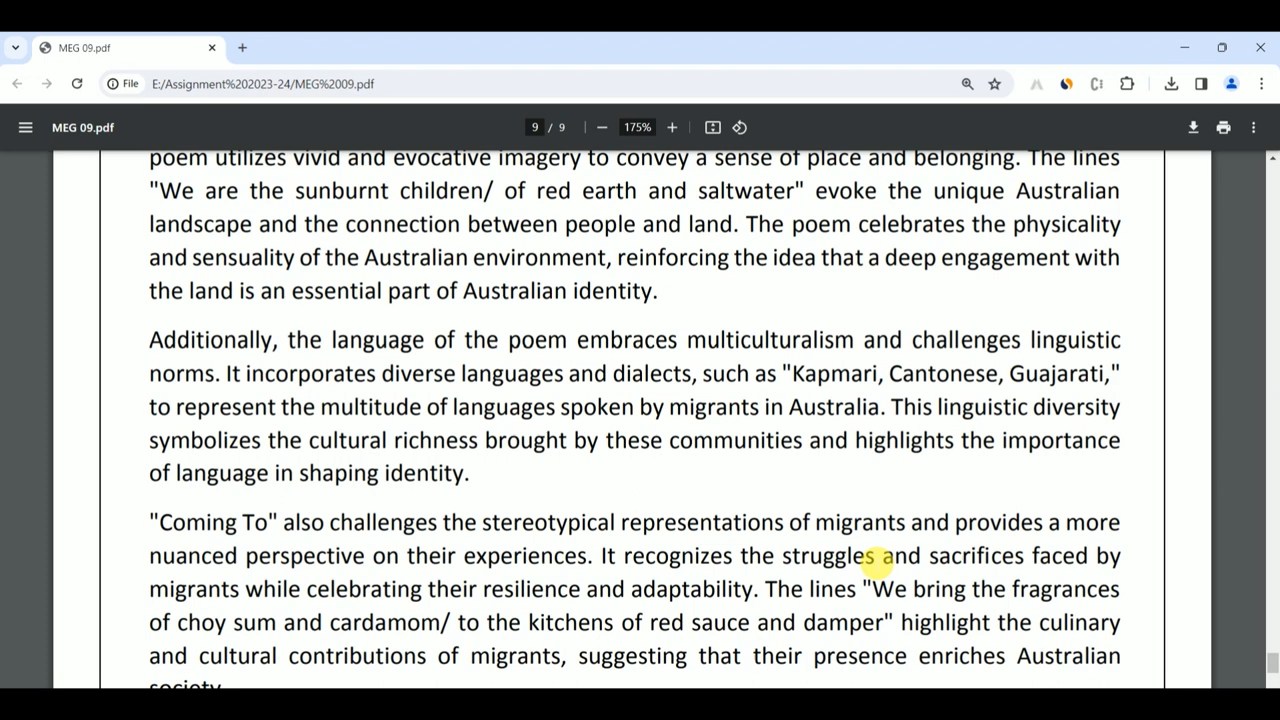 MEG 09.pdf
File
E:/Assignment%202023-24/MEG%2009.pdf
MEG 09.pdf
9 / 9
175%
poem utilizes vivid and evocative imagery to convey a sense of place and belonging. The lines
"We are the sunburnt children/ of red earth and saltwater" evoke the unique Australian
landscape and the connection between people and land. The poem celebrates the physicality
and sensuality of the Australian environment, reinforcing the idea that a deep engagement with
the land is an essential part of Australian identity.
Additionally, the language of the poem embraces multiculturalism and challenges linguistic
norms. It incorporates diverse languages and dialects, such as "Kapmari, Cantonese, Guajarati,"
to represent the multitude of languages spoken by migrants in Australia. This linguistic diversity
symbolizes the cultural richness brought by these communities and highlights the importance
of language in shaping identity.
"Coming To" also challenges the stereotypical representations of migrants and provides a more
nuanced perspective on their experiences. It recognizes the struggles and sacrifices faced by
migrants while celebrating their resilience and adaptability. The lines "We bring the fragrances
of choy sum and cardamom/ to the kitchens of red sauce and damper" highlight the culinary
and cultural contributions of migrants, suggesting that their presence enriches Australian
society.